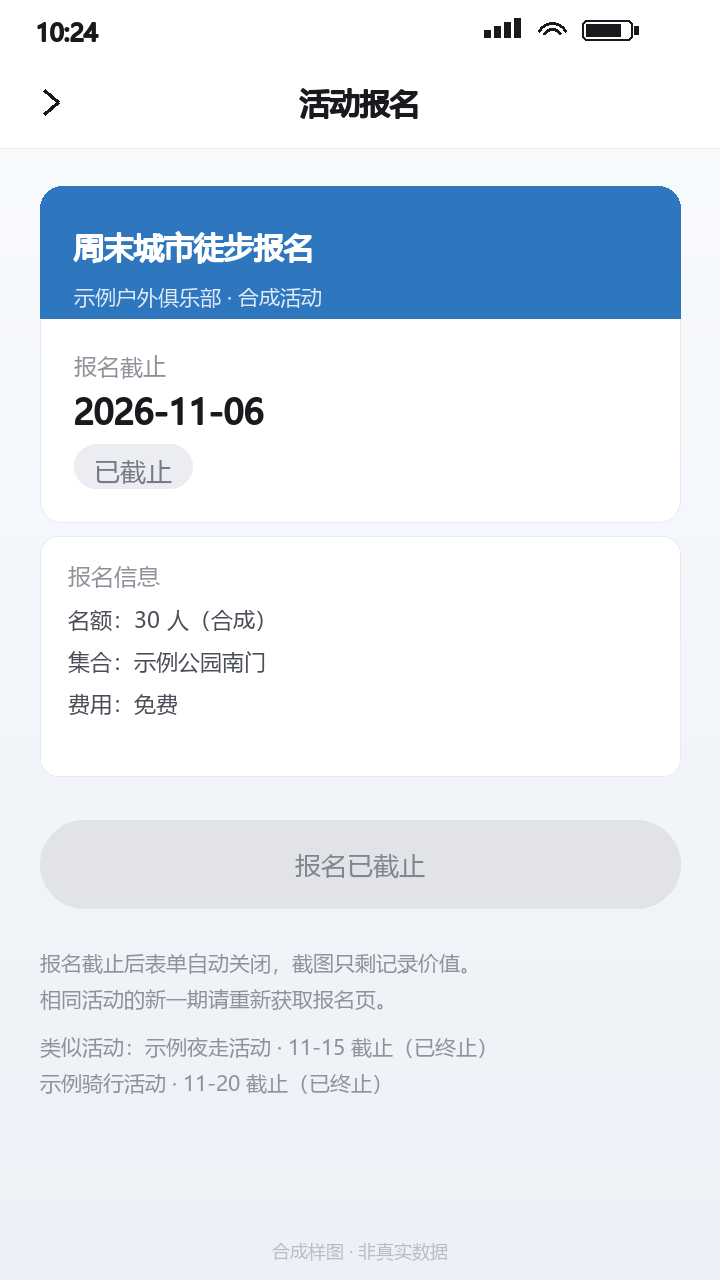 10:24
活动报名
周末城市徒步报名
示例户外俱乐部 · 合成活动
报名截止
2026-11-06
已截止
报名信息
名额：30 人（合成）
集合：示例公园南门
费用：免费
报名已截止
报名截止后表单自动关闭，截图只剩记录价值。
相同活动的新一期请重新获取报名页。
类似活动：示例夜走活动 · 11-15 截止（已终止）
示例骑行活动 · 11-20 截止（已终止）
合成样图 · 非真实数据